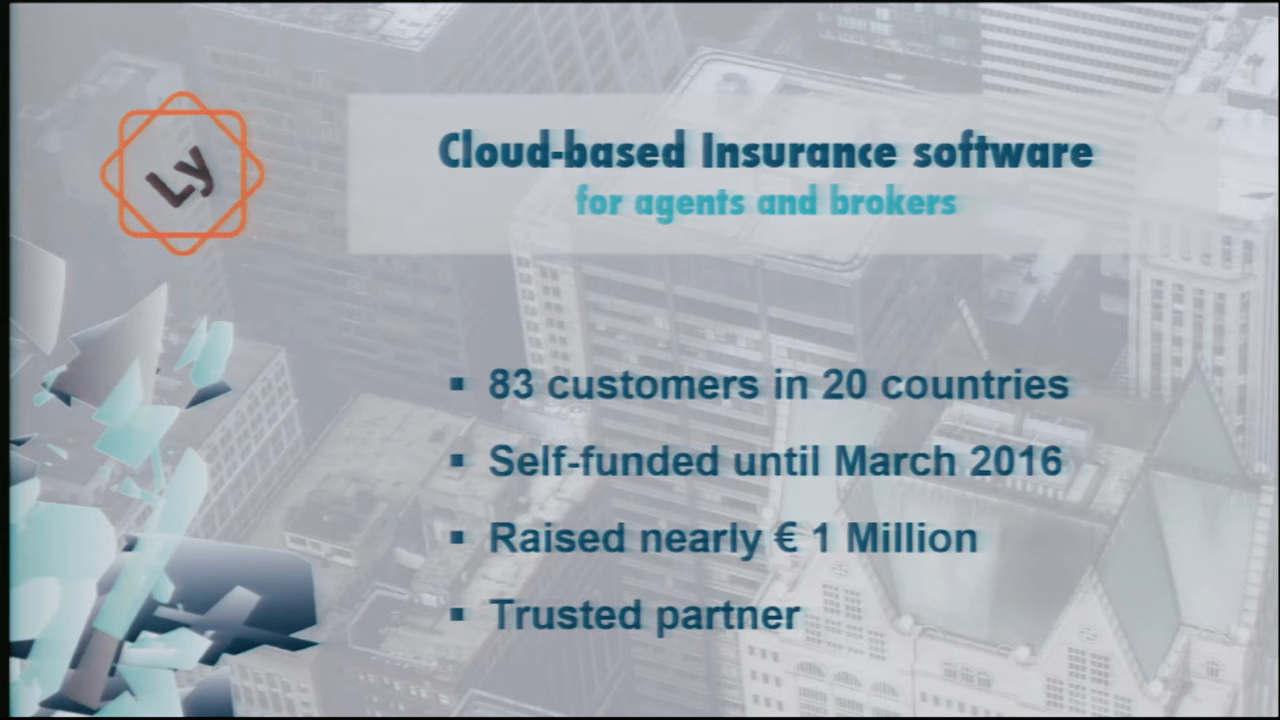 Ly
Cloud-based Insurance software
for agents and brokers
▪ 83 customers in 20 countries
▪ Self-funded until March 2016
▪ Raised nearly € 1 Million
▪ Trusted partner